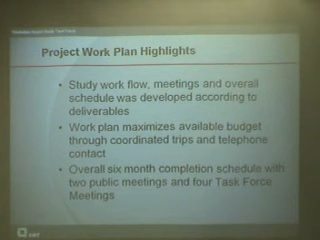 Project Work Plan Highlights
• Study work flow, meetings and overall
schedule was developed according to
deliverables
• Work plan maximizes available budget
through coordinated trips and telephone
contact
• Overall six month completion schedule with
two public meetings and four Task Force
Meetings